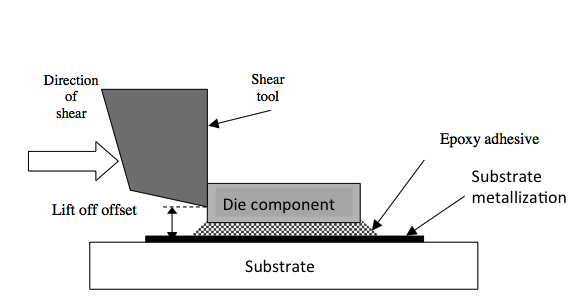 Direction
of
shear
Shear
tool
Epoxy adhesive
Substrate
metallization
Lift off offset
Die component
Substrate